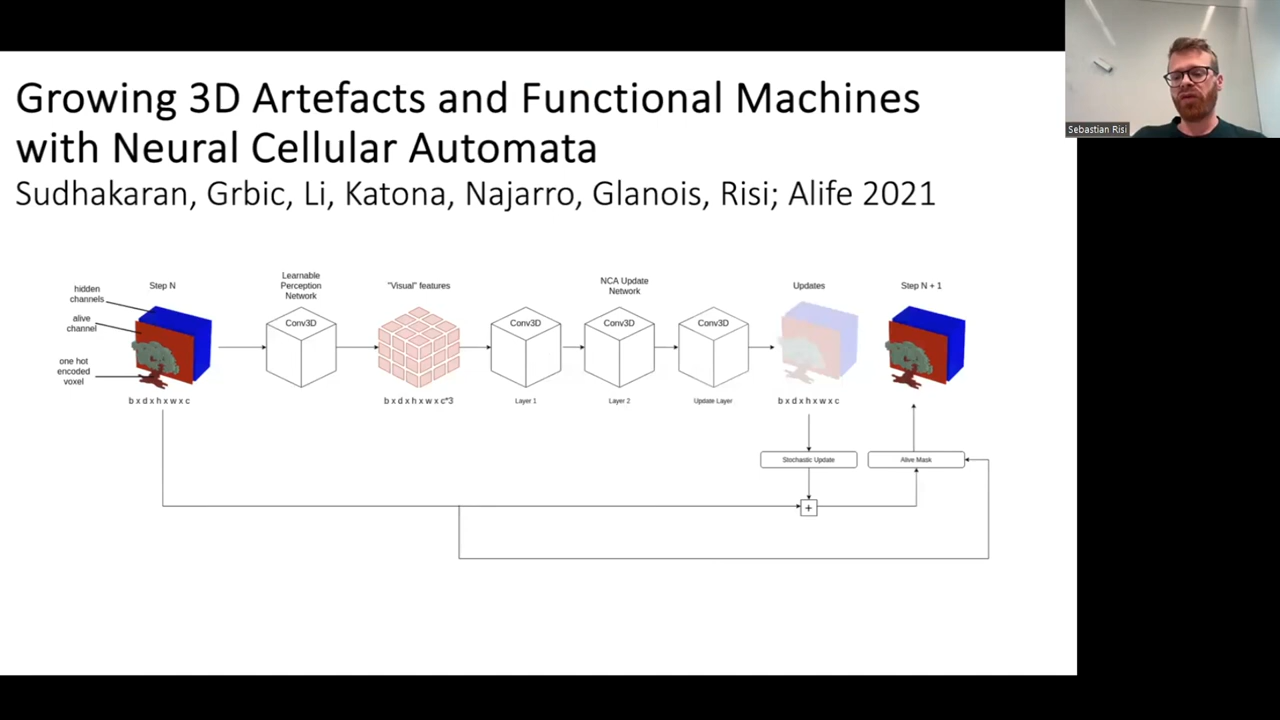 Growing 3D Artefacts and Functional Machines
with Neural Cellular Automata
Sudhakaran, Grbic, Li, Katona, Najarro, Glanois, Risi; Alife 2021
Sebastian Risi
hidden
channels
alive
channel
one hot
encoded
voxel
Step N
b x d x h x w x c
Learnable
Perception
Network
Conv3D
"Visual" features
b x d x h x w x c*3
NCA Update
Network
Conv3D
Conv3D
Conv3D
Layer 1
Layer 2
Update Layer
Updates
b x d x h x w x c
Step N + 1
Stochastic Update
Alive Mask
+